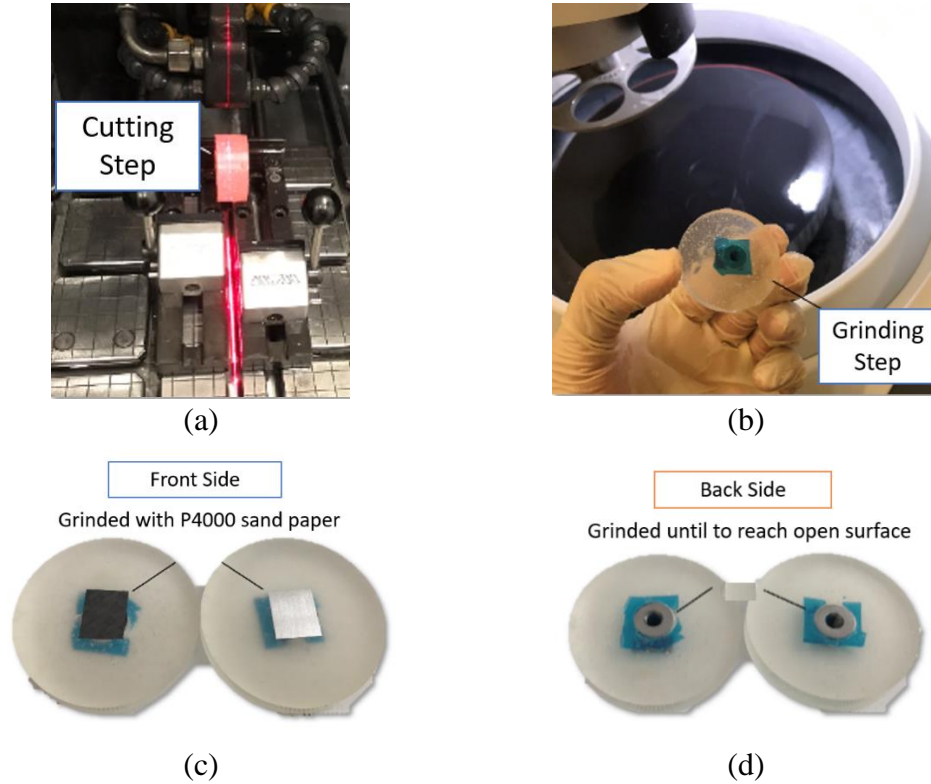 Cutting
Step
Grinding
Step
(a)
(b)
Front Side
Grinded with P4000 sand paper
Back Side
Grinded until to reach open surface
(c)
(d)